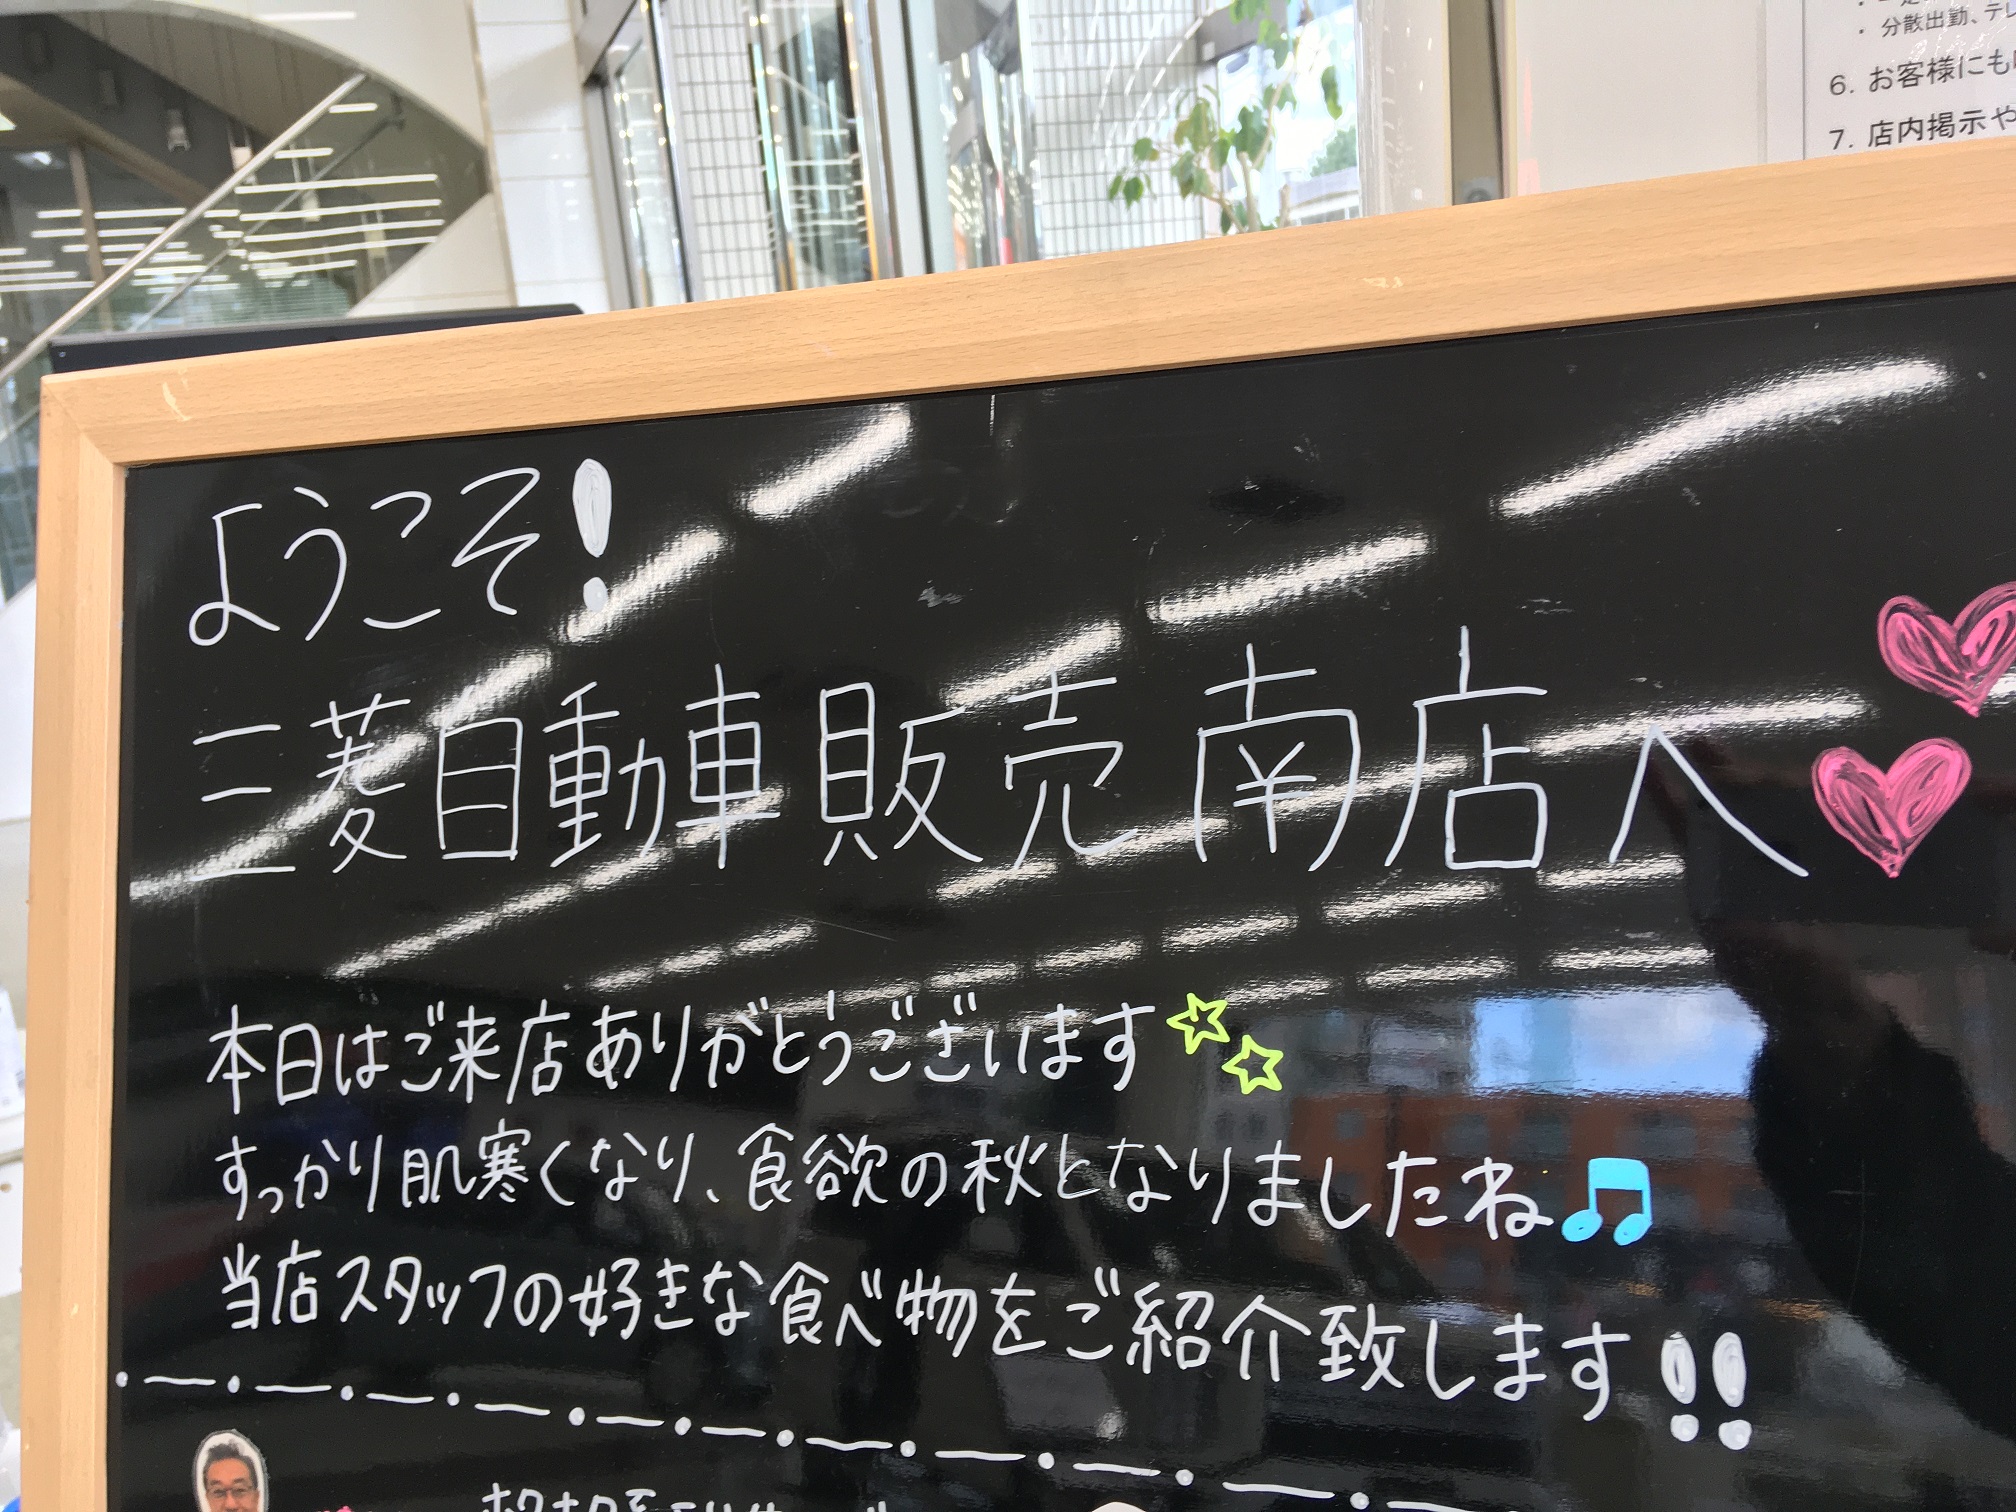 分散出勤、テレ
6. お客様にも
7. 店内掲示や
ようこそ!
三菱自動車販売南店へ
本日はご来店ありがとうございます
すっかり肌寒くなり、食欲の秋となりましたね♫
当店スタッフの好きな食べ物をご紹介致します!!